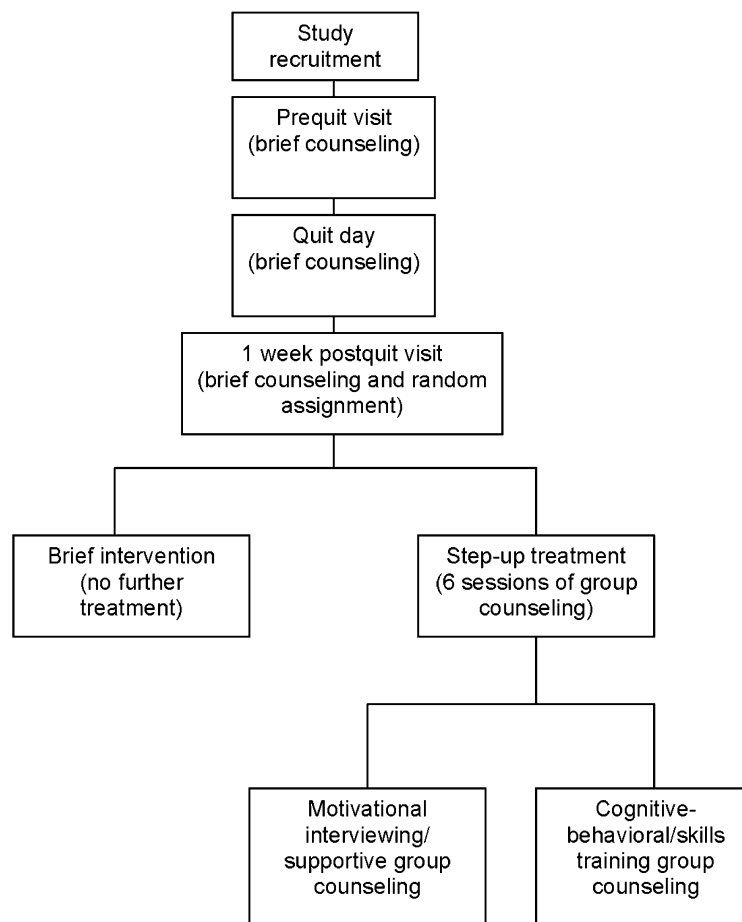 Study
recruitment
Prequit visit
(brief counseling)
Quit day
(brief counseling)
1 week postquit visit
(brief counseling and random
assignment)
Brief intervention
(no further
treatment)
Step-up treatment
(6 sessions of group
counseling)
Motivational
interviewing/
supportive group
counseling
Cognitive-
behavioral/skills
training group
counseling